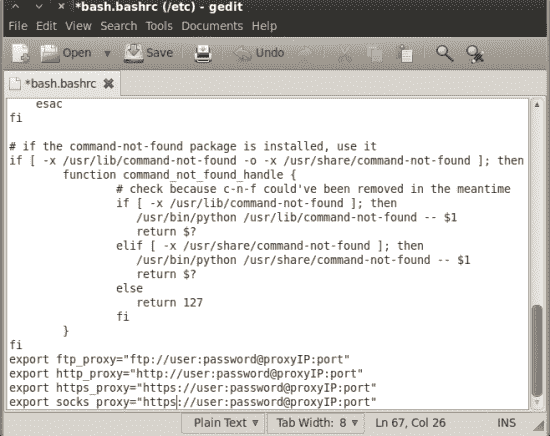 *bash.bashrc (/etc) - gedit
File Edit View Search Tools Documents Help
Open Save Undo
*bash.bashrc
    esac
fi

# if the command-not-found package is installed, use it
if [ -x /usr/lib/command-not-found -o -x /usr/share/command-not-found ]; then
        function command_not_found_handle {
                # check because c-n-f could've been removed in the meantime
                if [ -x /usr/lib/command-not-found ]; then
                   /usr/bin/python /usr/lib/command-not-found -- $1
                   return $?
                elif [ -x /usr/share/command-not-found ]; then
                   /usr/bin/python /usr/share/command-not-found -- $1
                   return $?
                else
                   return 127
                fi
        }
fi
export ftp_proxy="ftp://user:password@proxyIP:port"
export http_proxy="http://user:password@proxyIP:port"
export https_proxy="https://user:password@proxyIP:port"
export socks_proxy="https://user:password@proxyIP:port"
Plain Text Tab Width: 8 Ln 67, Col 26 INS